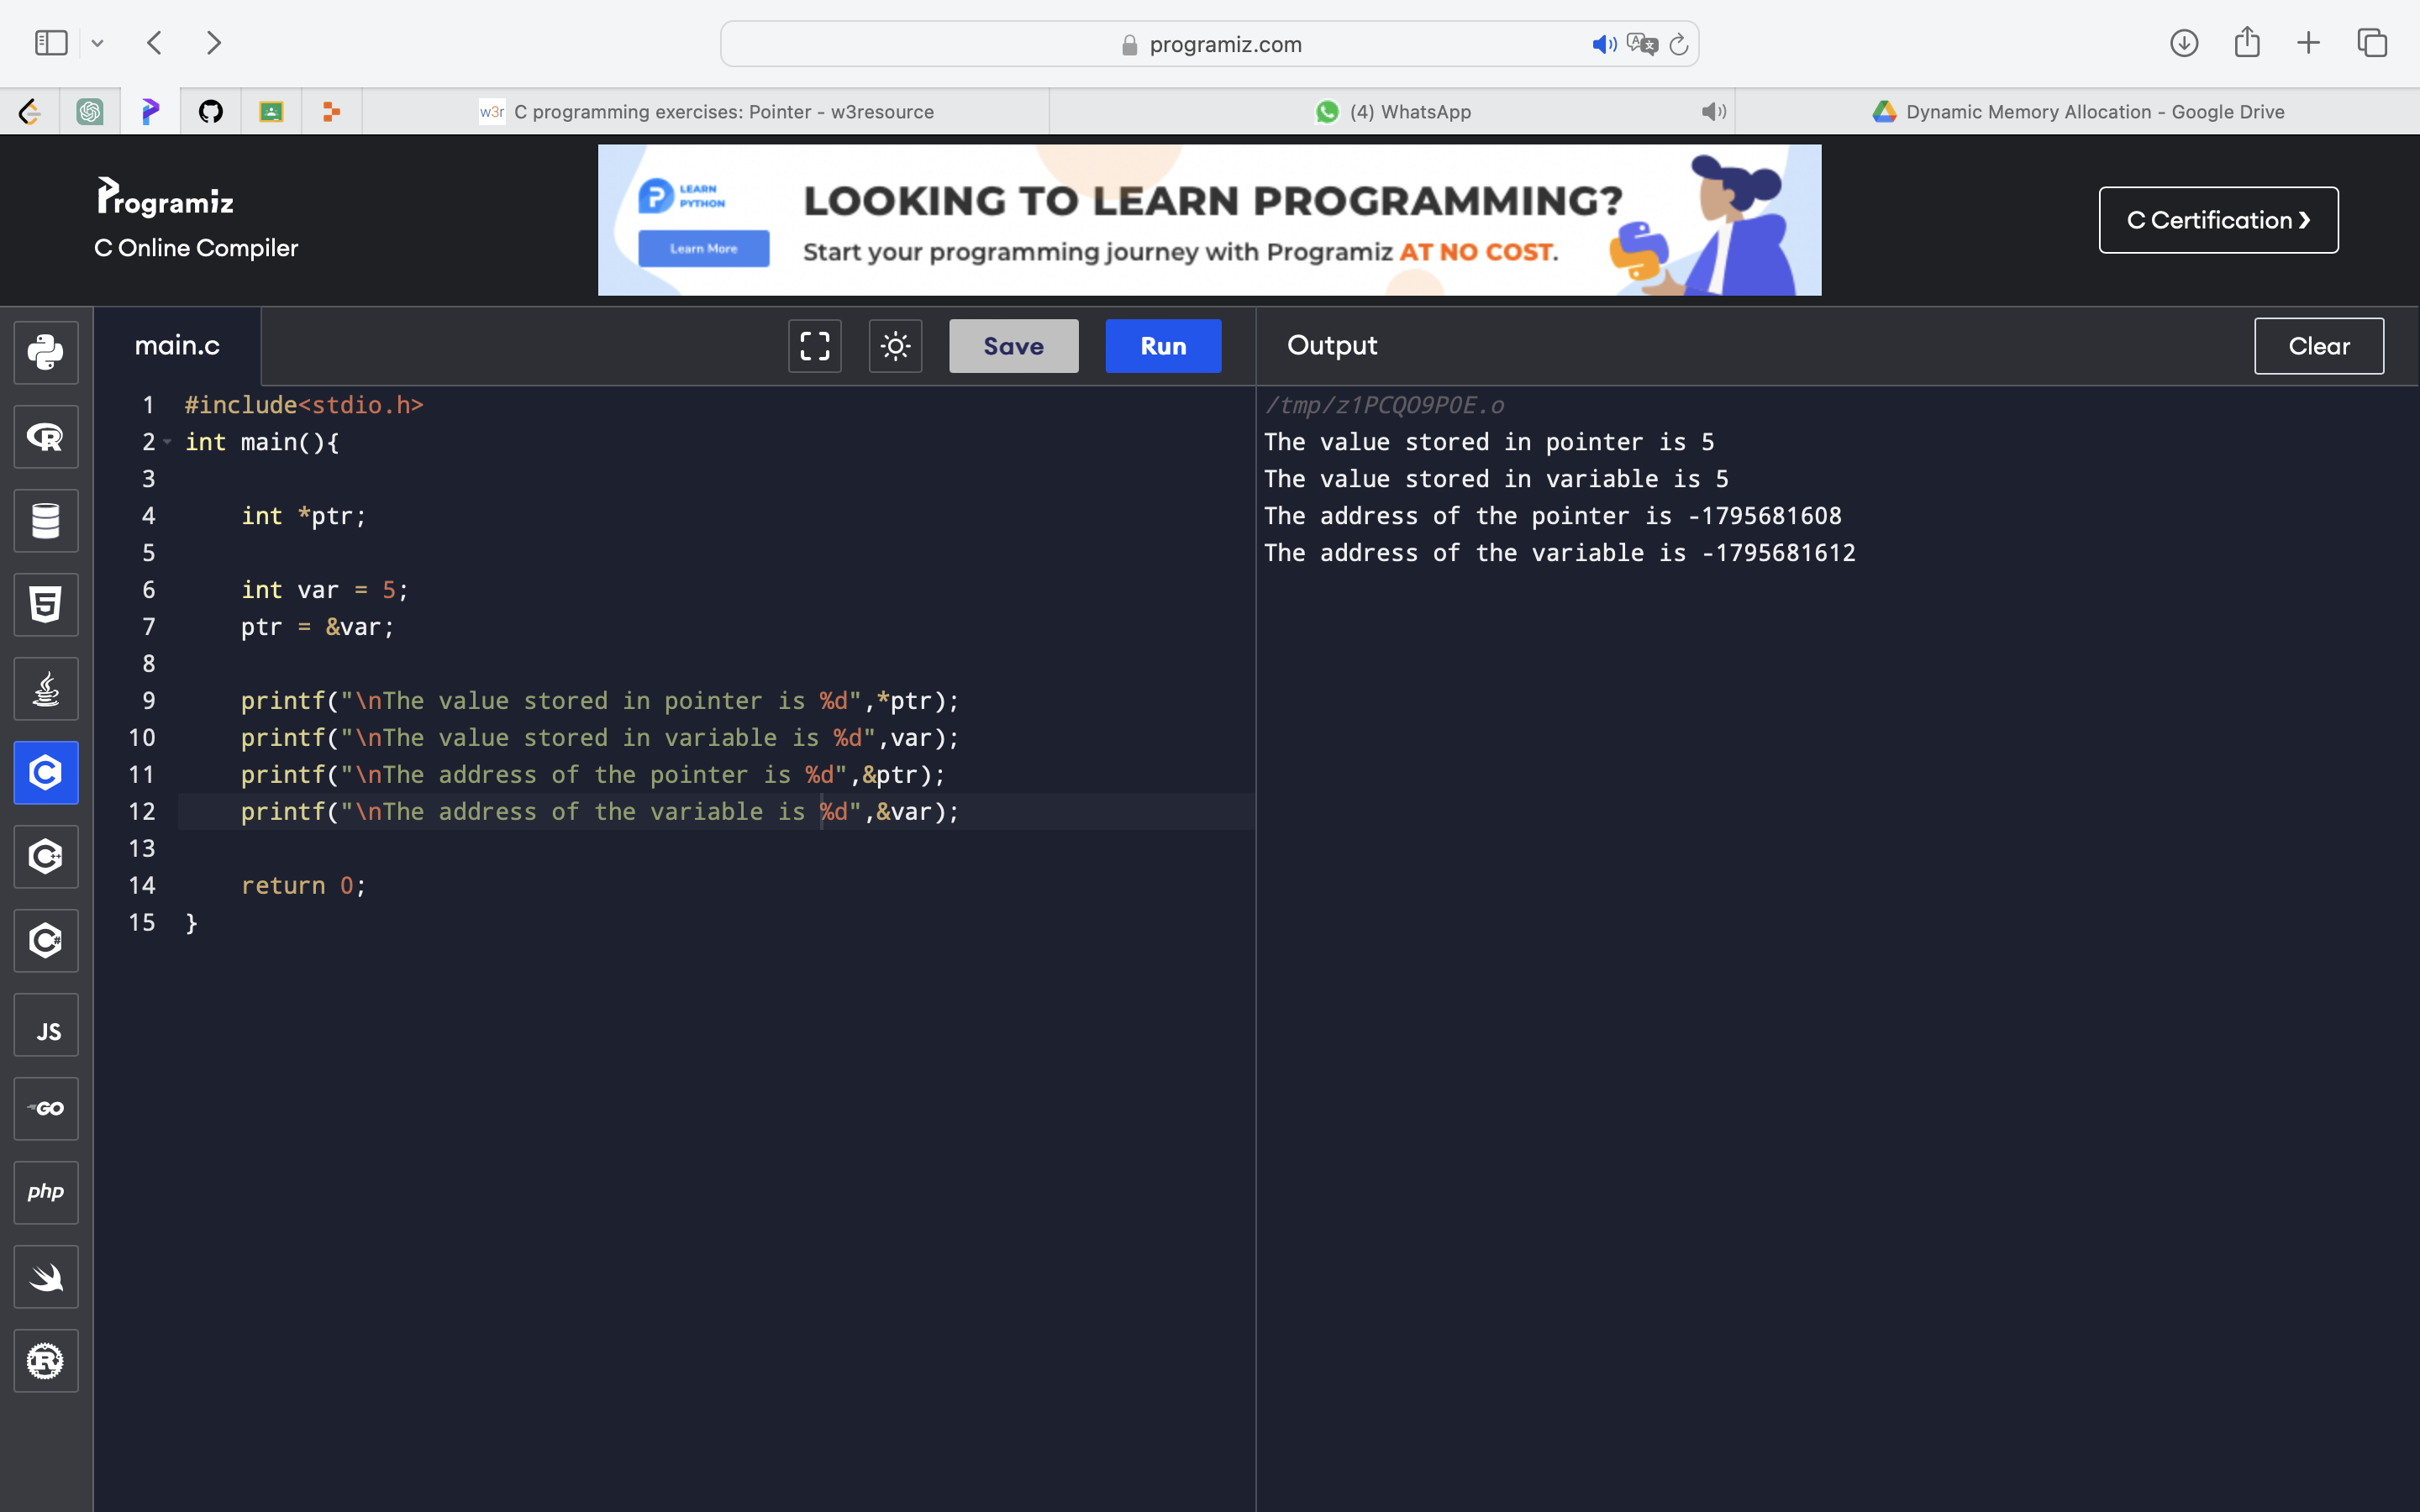 programiz.com
w3r C programming exercises: Pointer - w3resource
(4) WhatsApp
Dynamic Memory Allocation - Google Drive
Programiz
C Online Compiler
LEARN
PYTHON
Learn More
LOOKING TO LEARN PROGRAMMING?
Start your programming journey with Programiz AT NO COST.
C Certification ❯
main.c
Save
Run
Output
Clear
1 #include<stdio.h>
2 int main(){
3
4     int *ptr;
5
6     int var = 5;
7     ptr = &var;
8
9     printf("\nThe value stored in pointer is %d",*ptr);
10     printf("\nThe value stored in variable is %d",var);
11     printf("\nThe address of the pointer is %d",&ptr);
12     printf("\nThe address of the variable is %d",&var);
13
14     return 0;
15 }
/tmp/z1PCQO9P0E.o
The value stored in pointer is 5
The value stored in variable is 5
The address of the pointer is -1795681608
The address of the variable is -1795681612
R
5
C
C++
C#
JS
GO
php
R